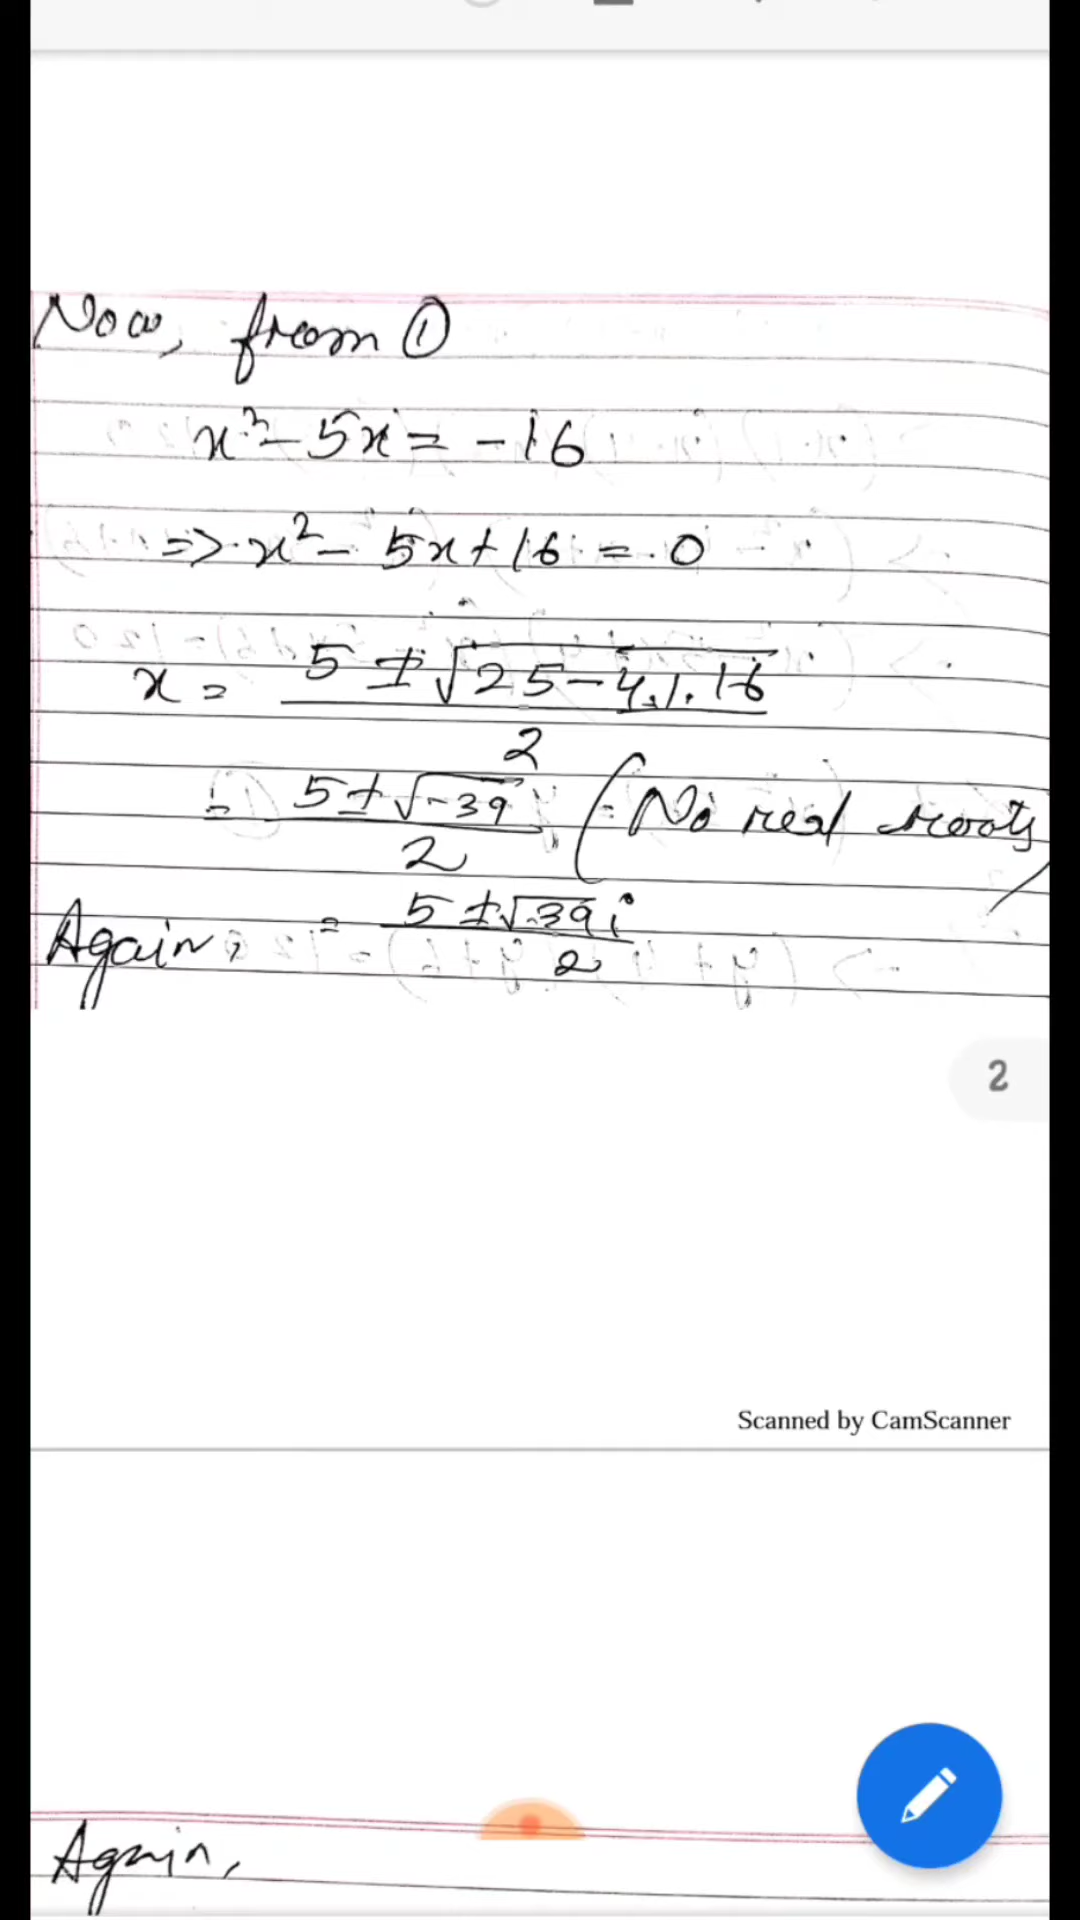 Now, from ①
x² - 5x = -16
=> x² - 5x + 16 = 0
x = 5 ± √25-4.1.16
2
= 5 ± √-39 (No real roots)
2
Again, = 5 ± √39 i
2
2
Scanned by CamScanner
Again,